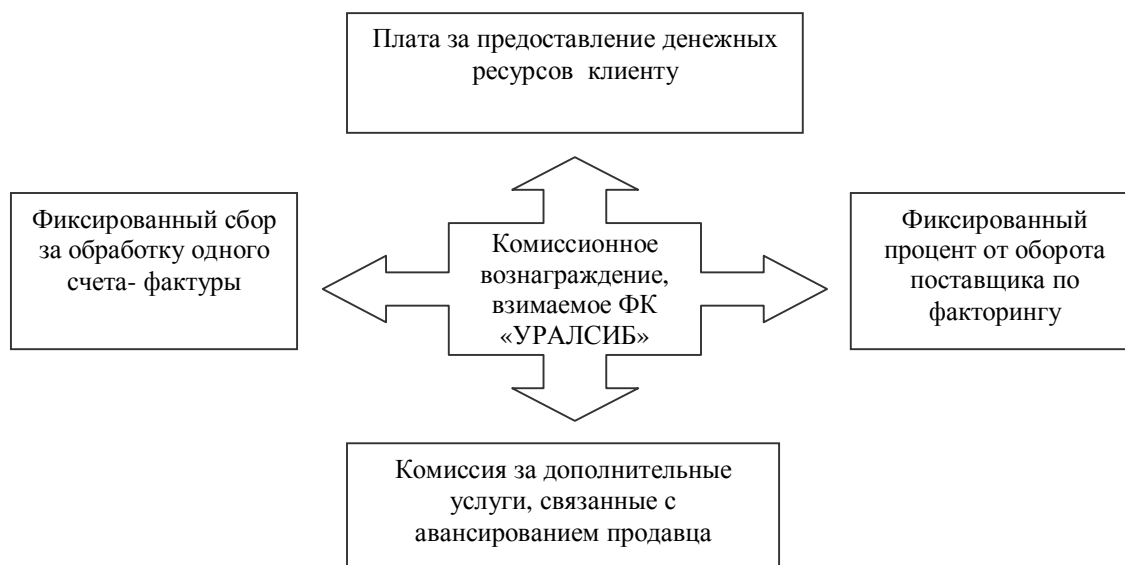 Плата за предоставление денежных
ресурсов клиенту
Фиксированный сбор
за обработку одного
счета- фактуры
Комиссионное
вознаграждение,
взимаемое ФК
«УРАЛСИБ»
Фиксированный
процент от оборота
поставщика по
факторингу
Комиссия за дополнительные
услуги, связанные с
авансированием продавца